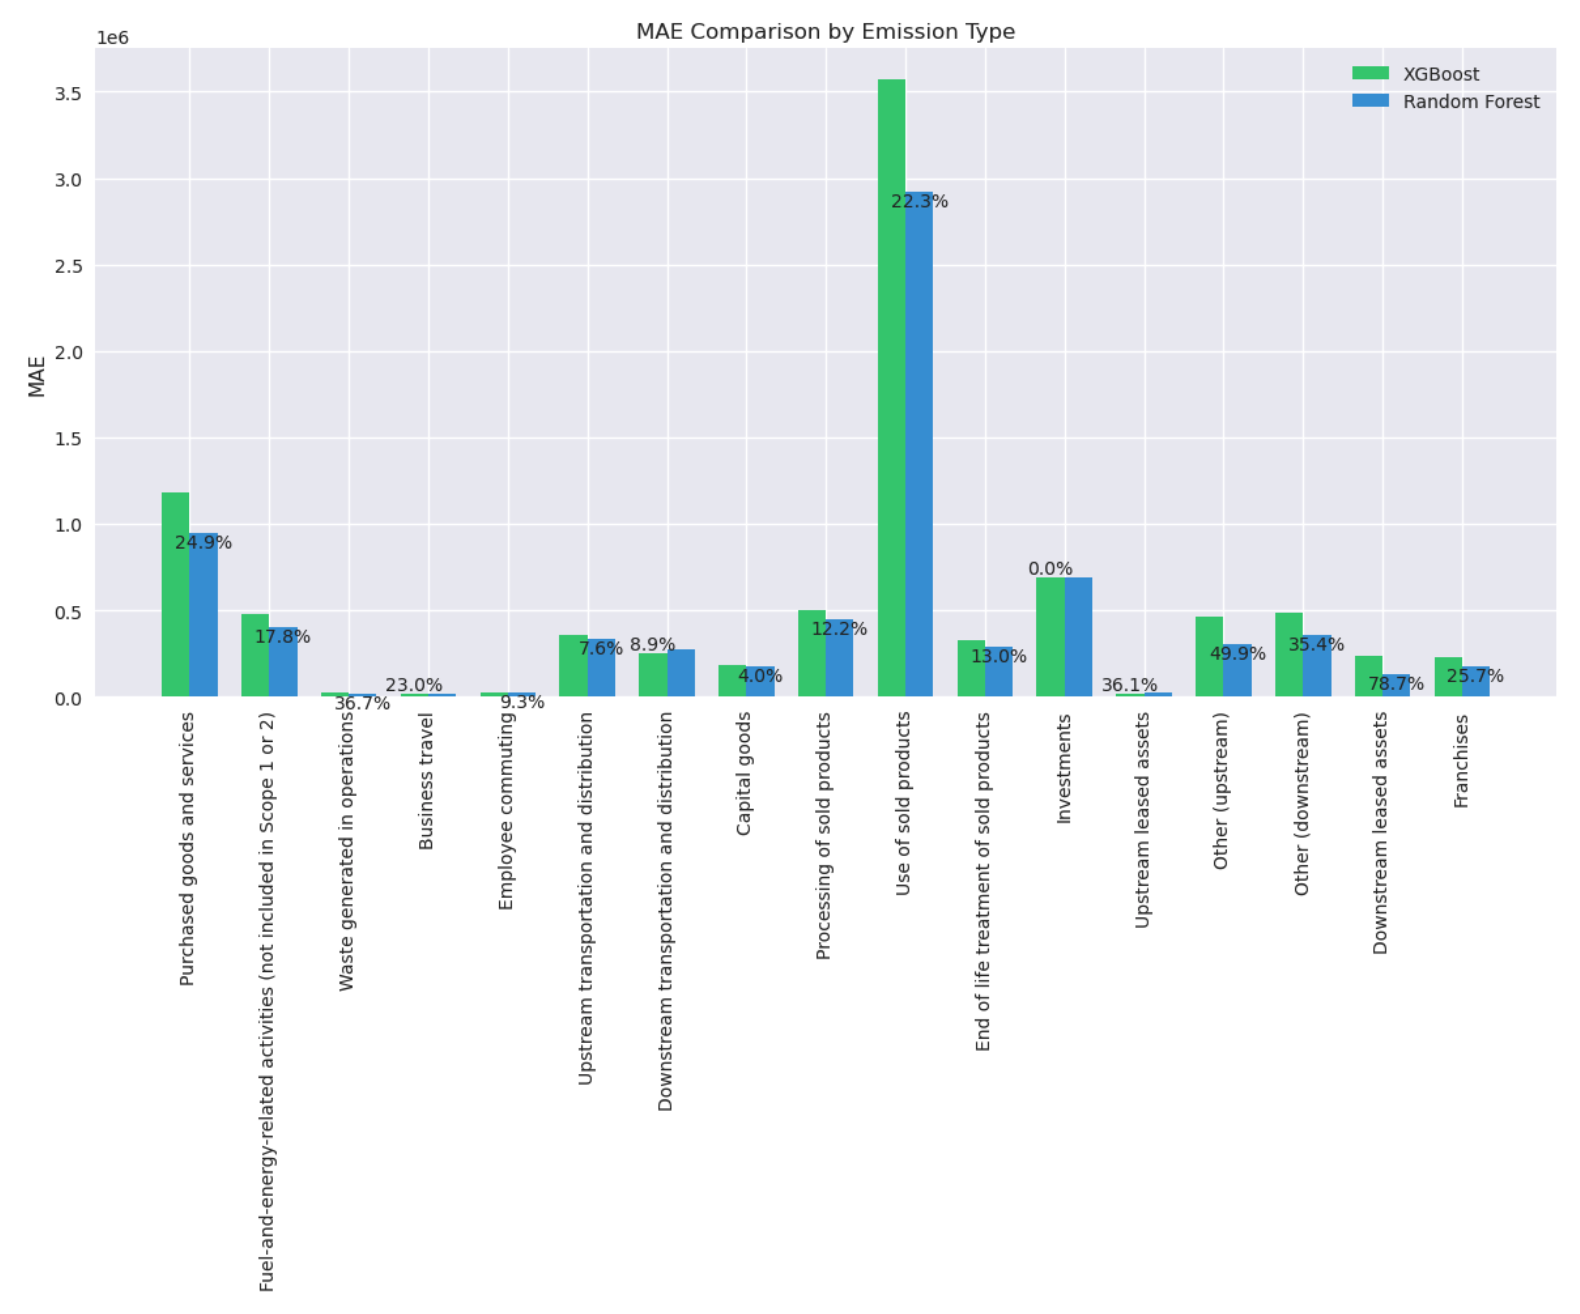 MAE Comparison by Emission Type
1e6
XGBoost
Random Forest
MAE
3.5
3.0
2.5
2.0
1.5
1.0
0.5
0.0
24.9%
17.8%
36.7%
23.0%
9.3%
7.6%
8.9%
4.0%
12.2%
22.3%
13.0%
0.0%
36.1%
49.9%
35.4%
78.7%
25.7%
Purchased goods and services
Fuel-and-energy-related activities (not included in Scope 1 or 2)
Waste generated in operations
Business travel
Employee commuting
Upstream transportation and distribution
Downstream transportation and distribution
Capital goods
Processing of sold products
Use of sold products
End of life treatment of sold products
Investments
Upstream leased assets
Other (upstream)
Other (downstream)
Downstream leased assets
Franchises